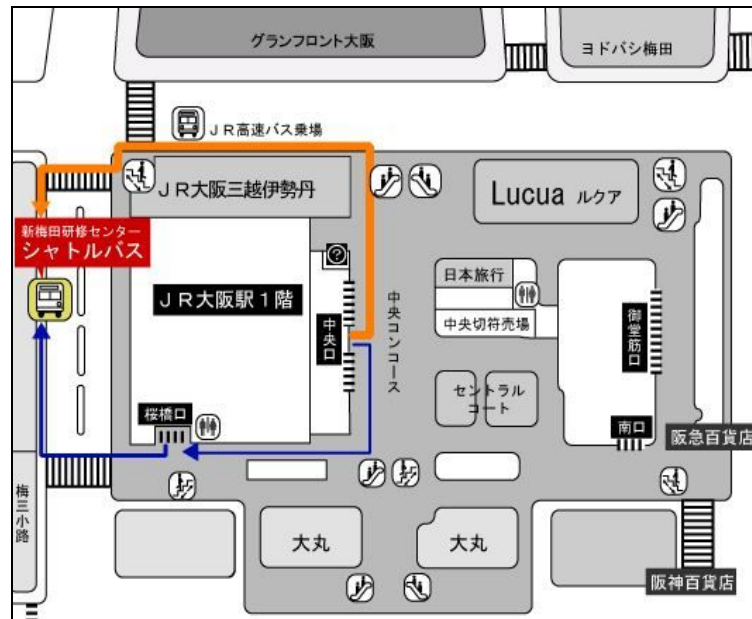 グランフロント大阪
ヨドバシ梅田
JR高速バス乗場
JR大阪三越伊勢丹
Lucua ルクア
新梅田研修センター
シャトルバス
?
日本旅行
JR大阪駅1階
中央口
中央コンコース
中央切符売場
御堂筋口
セントラル
コート
桜橋口
南口
阪急百貨店
梅三小路
大丸
大丸
阪神百貨店